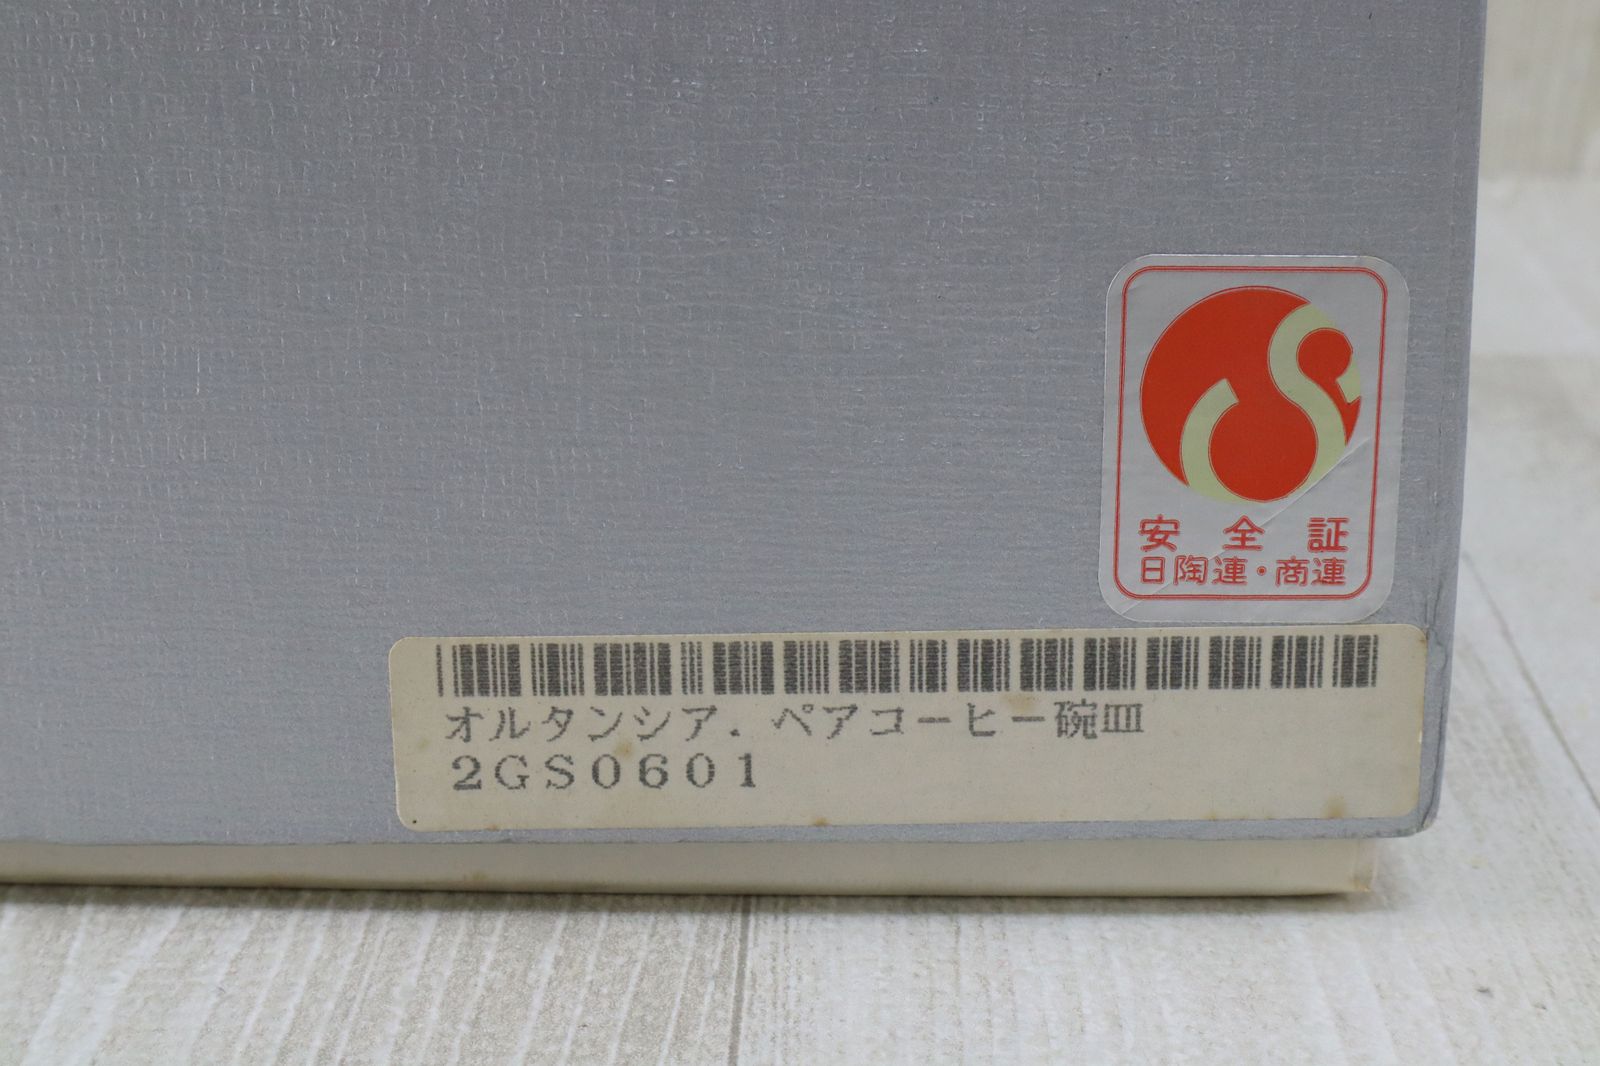 安全証
日陶連・商連
オルタンシア．ペアコーヒー碗皿
2GS0601